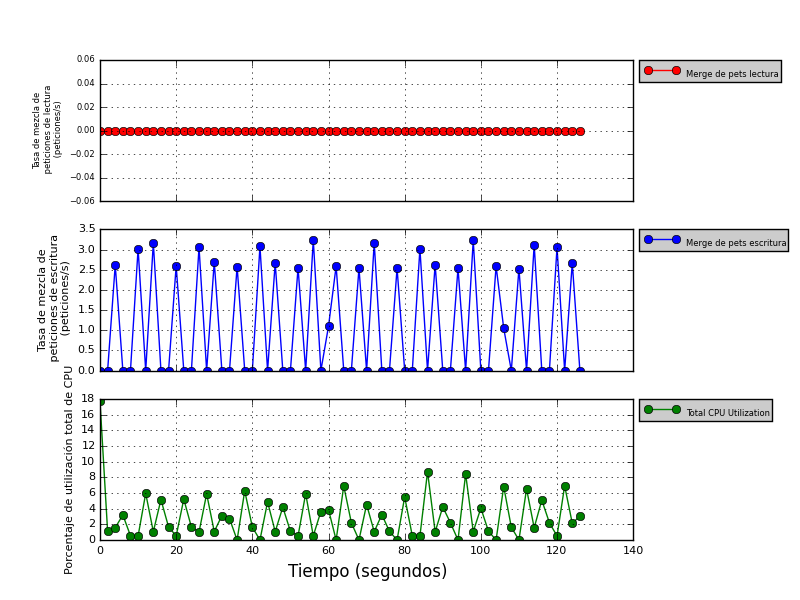 0.06
0.04
0.02
0.00
−0.02
−0.04
−0.06
Tasa de mezcla de
peticiones de lectura
(peticiones/s)
Merge de pets lectura
3.5
3.0
2.5
2.0
1.5
1.0
0.5
0.0
Tasa de mezcla de
peticiones de escritura
(peticiones/s)
Merge de pets escritura
18
16
14
12
10
8
6
4
2
0
Porcentaje de utilización total de CPU
Total CPU Utilization
0 20 40 60 80 100 120 140
Tiempo (segundos)